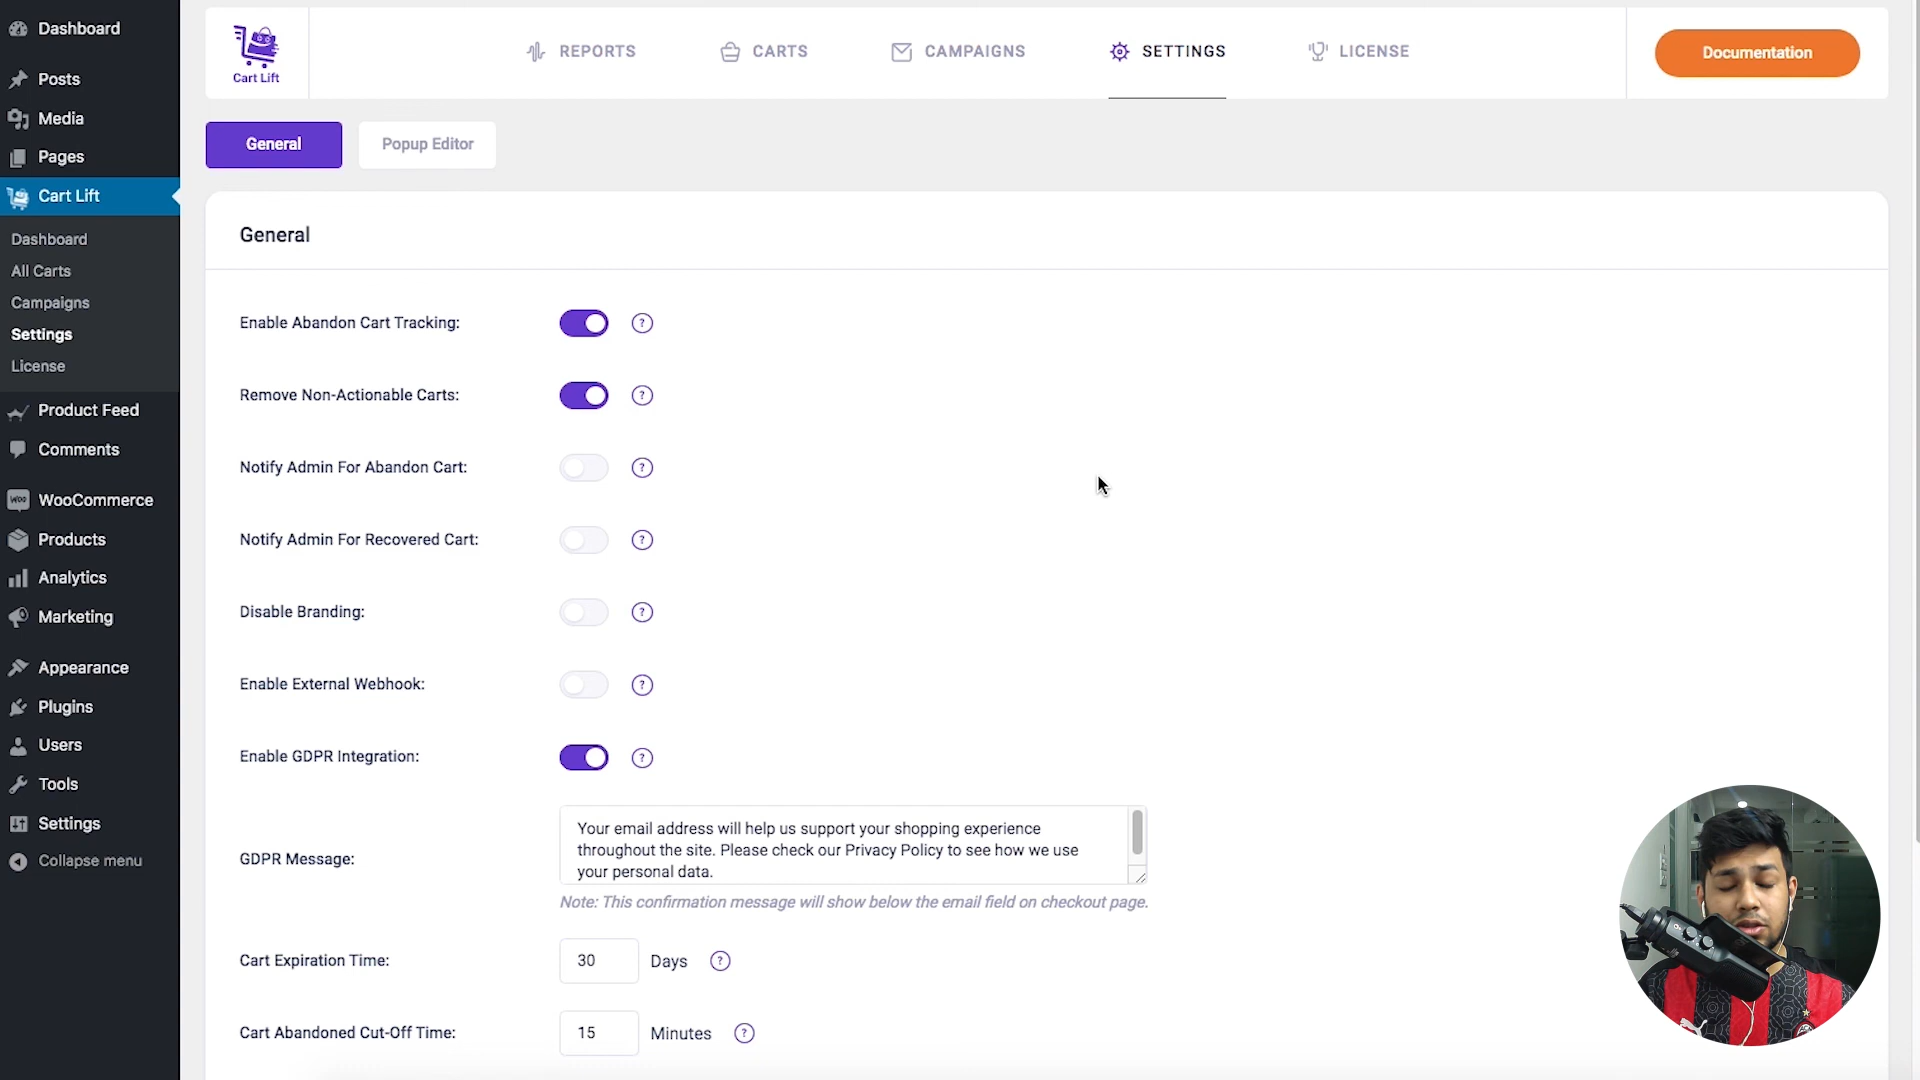 Dashboard
Posts
Media
Pages
Cart Lift
Dashboard
All Carts
Campaigns
Settings
License
Product Feed
Comments
WooCommerce
Products
Analytics
Marketing
Appearance
Plugins
Users
Tools
Settings
Collapse menu
Cart Lift
REPORTS
CARTS
CAMPAIGNS
SETTINGS
LICENSE
Documentation
General
Popup Editor
General
Enable Abandon Cart Tracking:
?
Remove Non-Actionable Carts:
?
Notify Admin For Abandon Cart:
?
Notify Admin For Recovered Cart:
?
Disable Branding:
?
Enable External Webhook:
?
Enable GDPR Integration:
?
GDPR Message:
Your email address will help us support your shopping experience
throughout the site. Please check our Privacy Policy to see how we use
your personal data.
Note: This confirmation message will show below the email field on checkout page.
Cart Expiration Time:
30
Days
?
Cart Abandoned Cut-Off Time:
15
Minutes
?